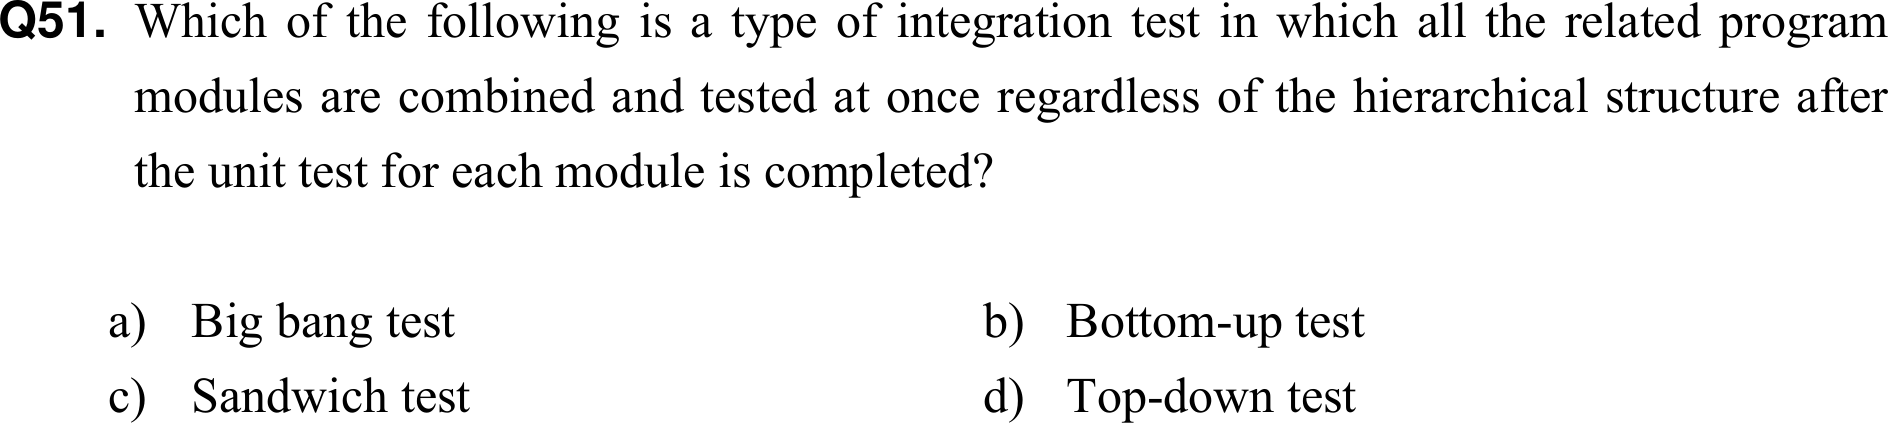 Q51. Which of the following is a type of integration test in which all the related program
modules are combined and tested at once regardless of the hierarchical structure after
the unit test for each module is completed?
a) Big bang test b) Bottom-up test
c) Sandwich test d) Top-down test